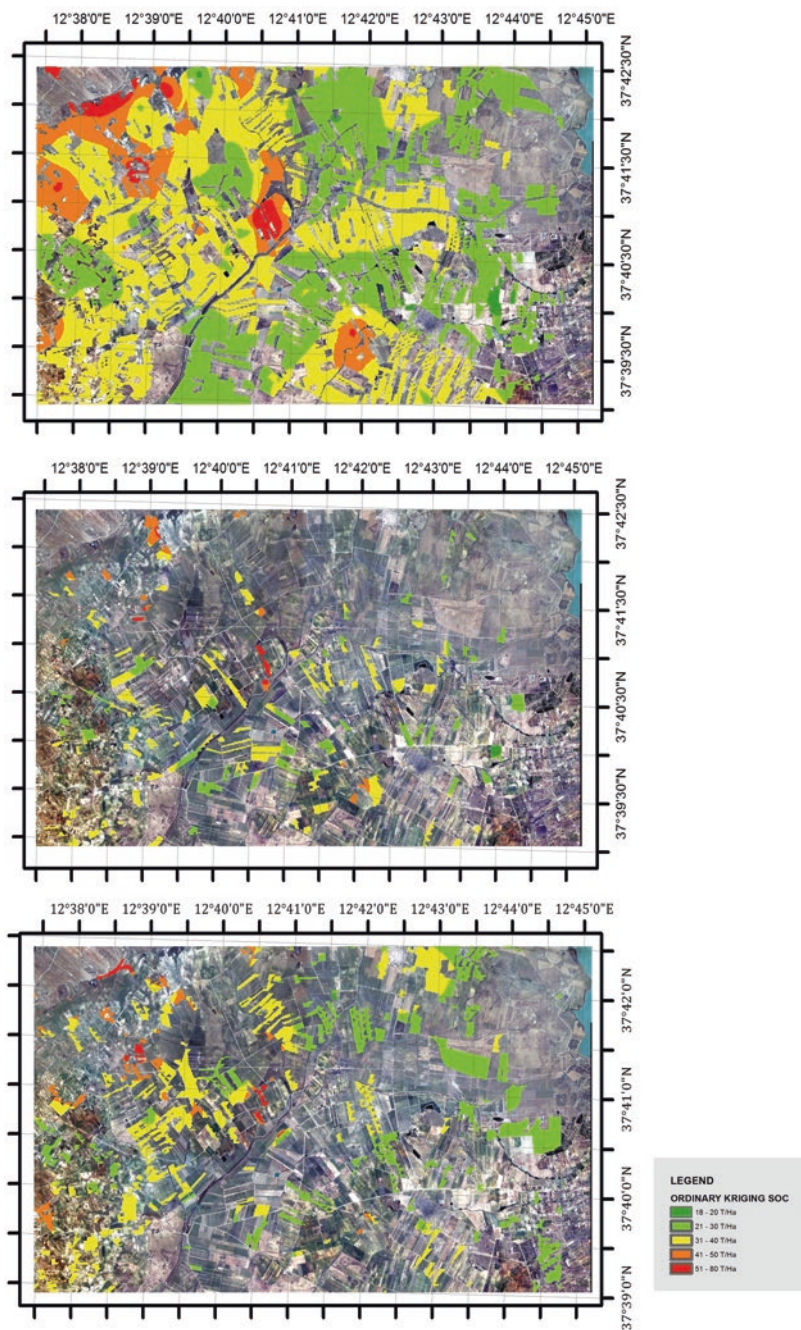 12°38'0"E 12°39'0"E 12°40'0"E 12°41'0"E 12°42'0"E 12°43'0"E 12°44'0"E 12°45'0"E
37°42'30"N
37°41'30"N
37°40'30"N
37°39'30"N
12°38'0"E 12°39'0"E 12°40'0"E 12°41'0"E 12°42'0"E 12°43'0"E 12°44'0"E 12°45'0"E
37°42'30"N
37°41'30"N
37°40'30"N
37°39'30"N
12°38'0"E 12°39'0"E 12°40'0"E 12°41'0"E 12°42'0"E 12°43'0"E 12°44'0"E 12°45'0"E
37°42'0"N
37°41'0"N
37°40'0"N
37°39'0"N
LEGEND
ORDINARY KRIGING SOC
18 - 20 T/Ha
21 - 30 T/Ha
31 - 40 T/Ha
41 - 50 T/Ha
51 - 80 T/Ha